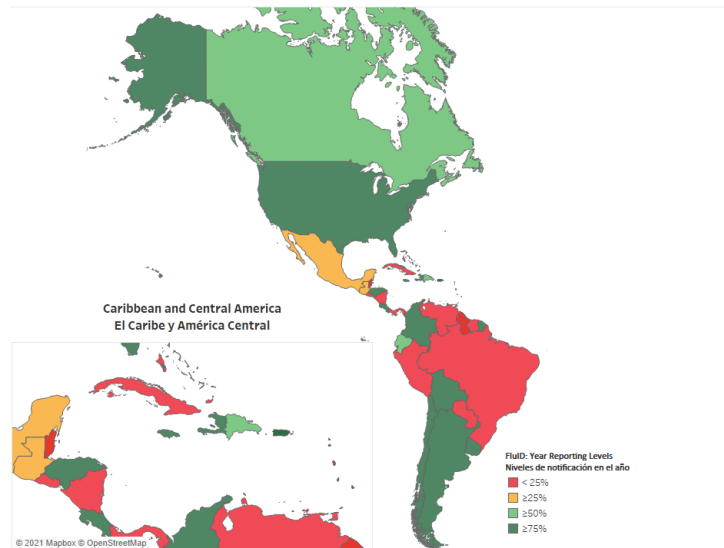 Caribbean and Central America
El Caribe y América Central
FluID: Year Reporting Levels
Niveles de notificación en el año
< 25%
≥25%
≥50%
≥75%
© 2021 Mapbox © OpenStreetMap